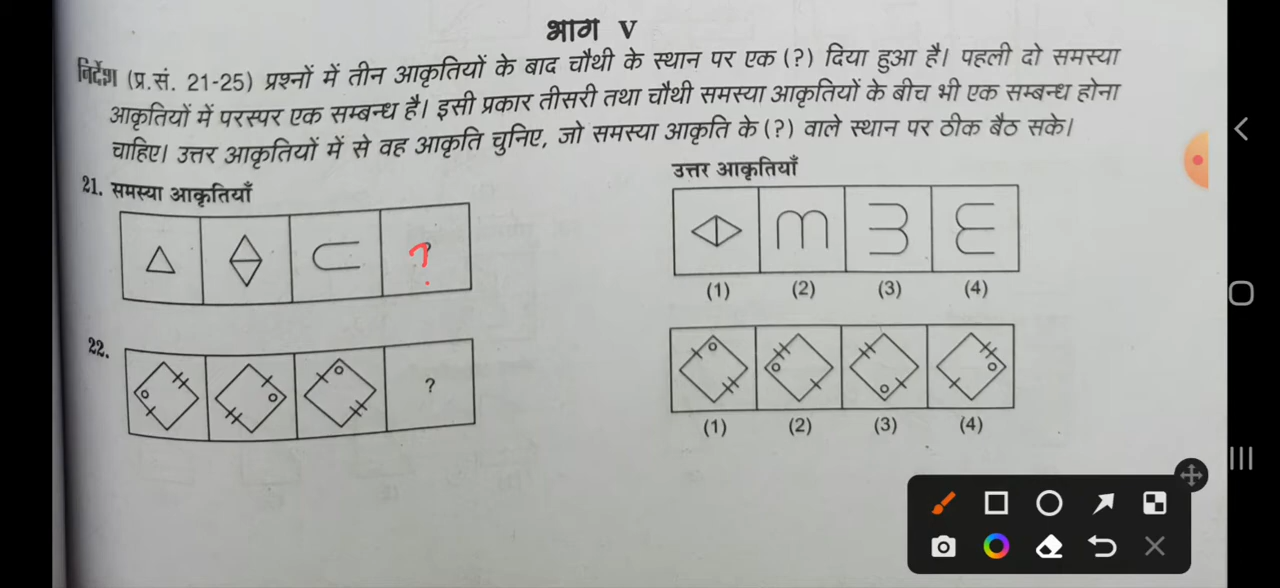 भाग V
निर्देश (प्र.सं. 21-25) प्रश्नों में तीन आकृतियों के बाद चौथी के स्थान पर एक (?) दिया हुआ है। पहली दो समस्या
आकृतियों में परस्पर एक सम्बन्ध है। इसी प्रकार तीसरी तथा चौथी समस्या आकृतियों के बीच भी एक सम्बन्ध होना
चाहिए। उत्तर आकृतियों में से वह आकृति चुनिए, जो समस्या आकृति के (?) वाले स्थान पर ठीक बैठ सके।
21. समस्या आकृतियाँ
?
उत्तर आकृतियाँ
(1) (2) (3) (4)
22.
?
(1) (2) (3) (4)